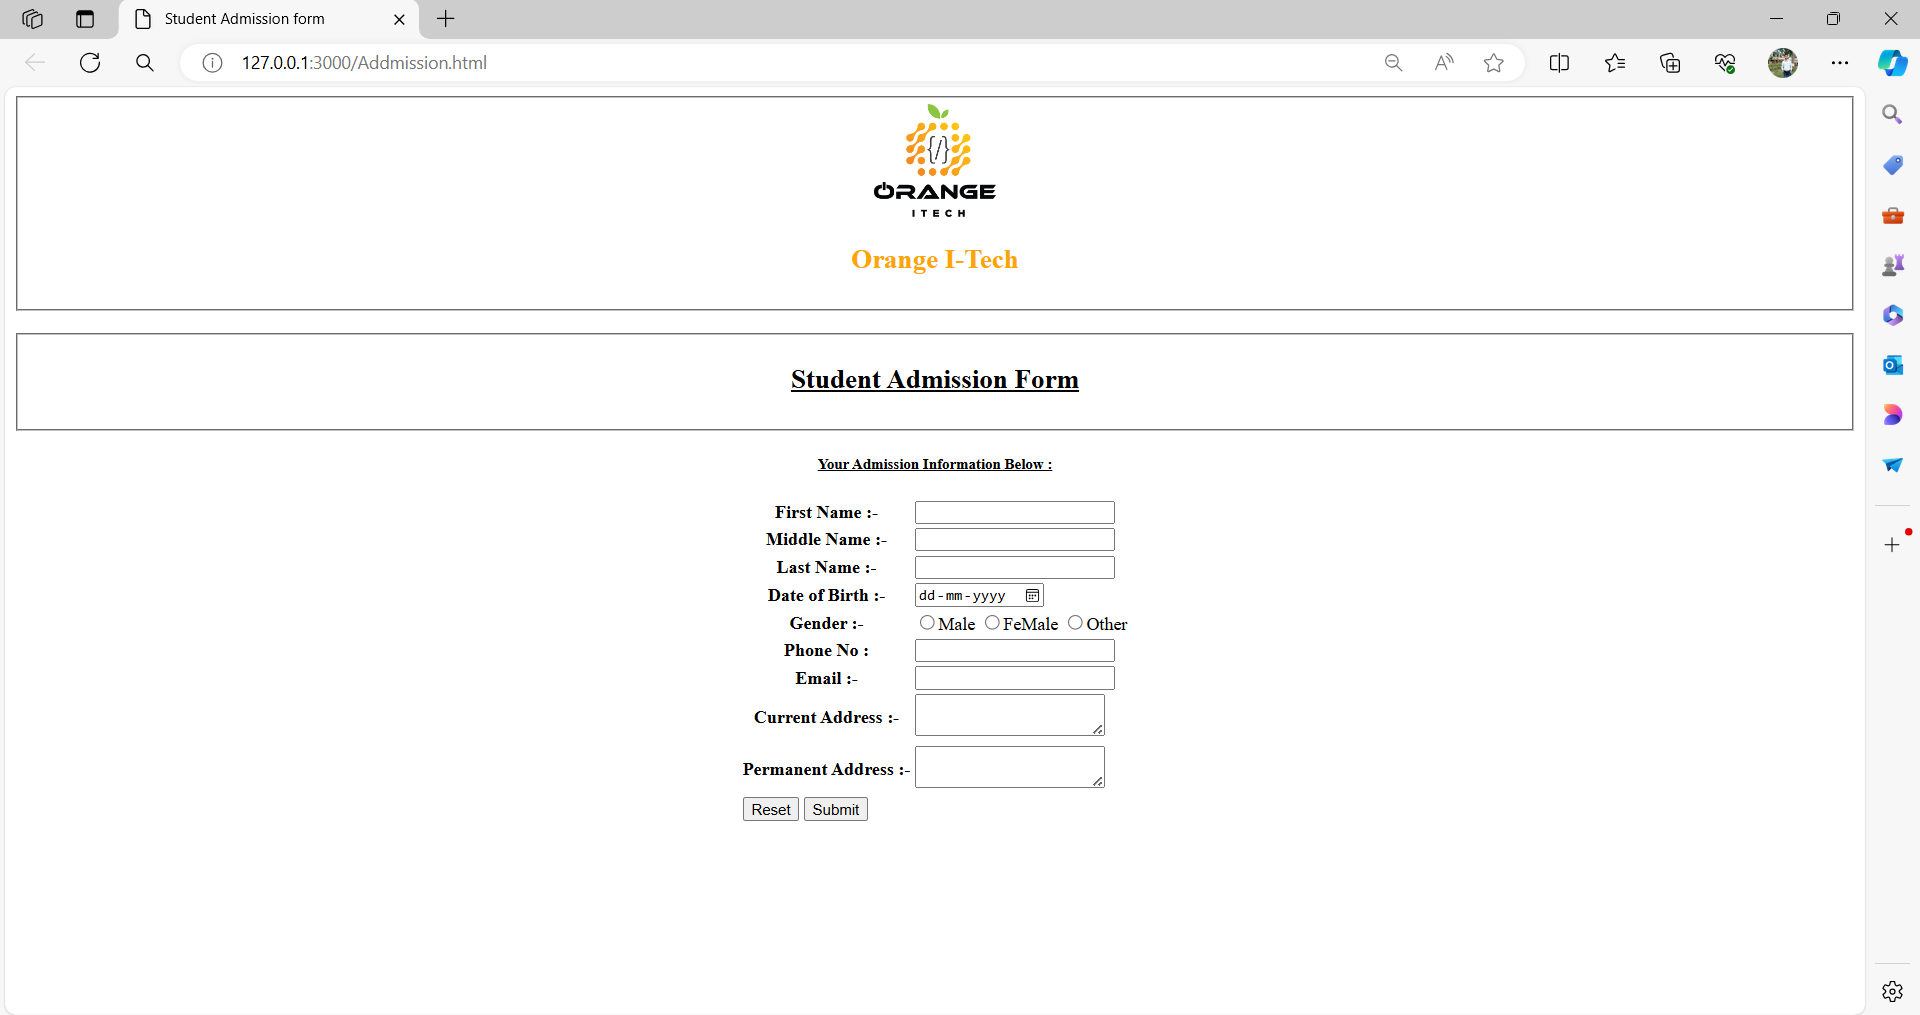 Student Admission form
127.0.0.1:3000/Addmission.html
{/}
ORANGE
ITECH
Orange I-Tech
Student Admission Form
Your Admission Information Below :
First Name :-
Middle Name :-
Last Name :-
Date of Birth :- dd-mm-yyyy
Gender :- Male FeMale Other
Phone No :
Email :-
Current Address :-
Permanent Address :-
Reset Submit